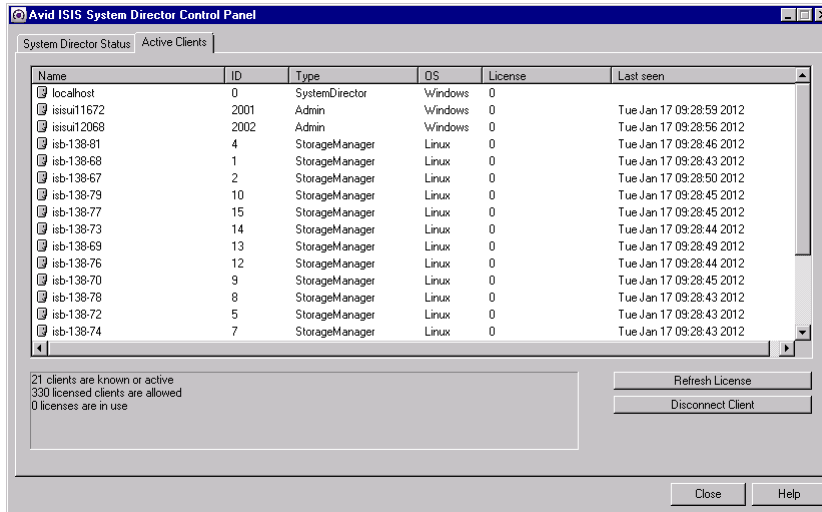 Avid ISIS System Director Control Panel
System Director Status Active Clients
Name ID Type OS License Last seen
localhost 0 SystemDirector Windows 0
isisui11672 2001 Admin Windows 0 Tue Jan 17 09:28:59 2012
isisui12068 2002 Admin Windows 0 Tue Jan 17 09:28:56 2012
isb-138-81 4 StorageManager Linux 0 Tue Jan 17 09:28:46 2012
isb-138-68 1 StorageManager Linux 0 Tue Jan 17 09:28:43 2012
isb-138-67 2 StorageManager Linux 0 Tue Jan 17 09:28:50 2012
isb-138-79 10 StorageManager Linux 0 Tue Jan 17 09:28:45 2012
isb-138-77 15 StorageManager Linux 0 Tue Jan 17 09:28:45 2012
isb-138-73 14 StorageManager Linux 0 Tue Jan 17 09:28:44 2012
isb-138-69 13 StorageManager Linux 0 Tue Jan 17 09:28:49 2012
isb-138-76 12 StorageManager Linux 0 Tue Jan 17 09:28:44 2012
isb-138-70 9 StorageManager Linux 0 Tue Jan 17 09:28:45 2012
isb-138-78 8 StorageManager Linux 0 Tue Jan 17 09:28:43 2012
isb-138-72 5 StorageManager Linux 0 Tue Jan 17 09:28:43 2012
isb-138-74 7 StorageManager Linux 0 Tue Jan 17 09:28:43 2012
21 clients are known or active
330 licensed clients are allowed
0 licenses are in use
Refresh License
Disconnect Client
Close Help